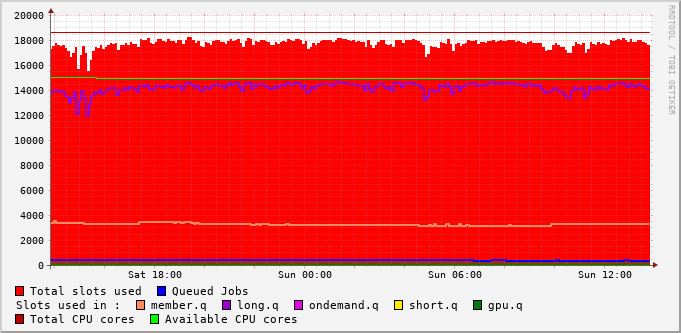 20000
18000
16000
14000
12000
10000
8000
6000
4000
2000
0
Sat 18:00 Sun 00:00 Sun 06:00 Sun 12:00
Total slots used Queued Jobs
Slots used in : member.q long.q ondemand.q short.q gpu.q
Total CPU cores Available CPU cores
RRDTOOL / TOBI OETIKER